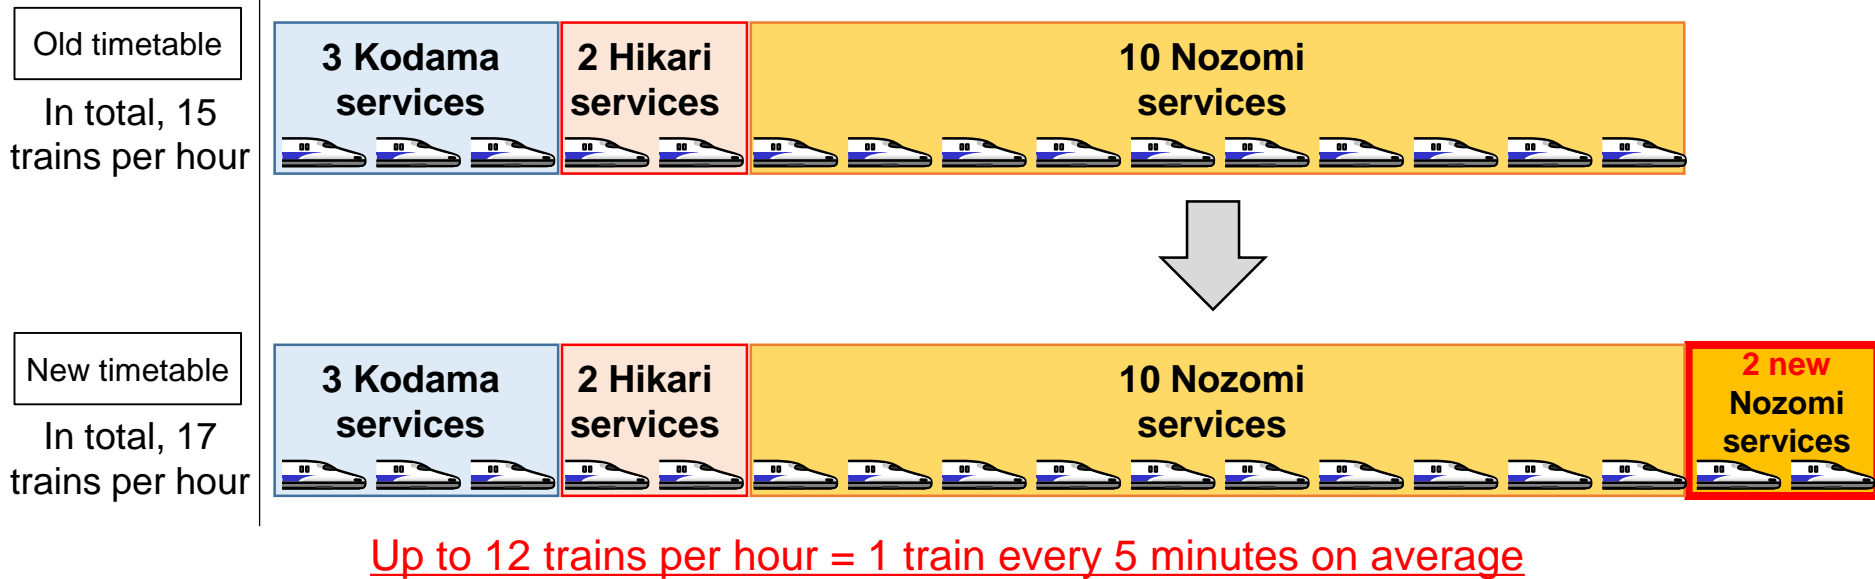 Old timetable
In total, 15
trains per hour
3 Kodama
services
2 Hikari
services
10 Nozomi
services
New timetable
In total, 17
trains per hour
3 Kodama
services
2 Hikari
services
10 Nozomi
services
2 new
Nozomi
services
Up to 12 trains per hour = 1 train every 5 minutes on average